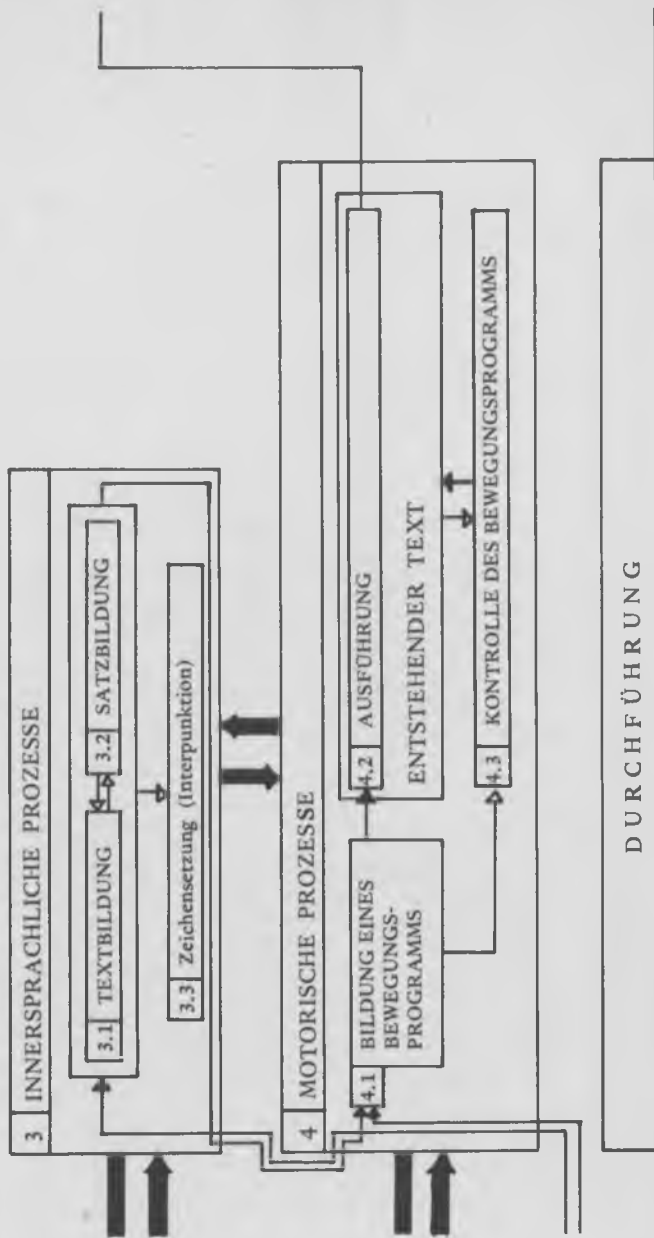 3 INNERSPRACHLICHE PROZESSE
3.1 TEXTBILDUNG
3.2 SATZBILDUNG
3.3 Zeichensetzung (Interpunktion)
4 MOTORISCHE PROZESSE
4.1 BILDUNG EINES
BEWEGUNGS-
PROGRAMMS
4.2 AUSFÜHRUNG
ENTSTEHENDER TEXT
4.3 KONTROLLE DES BEWEGUNGSPROGRAMMS
DURCHFÜHRUNG